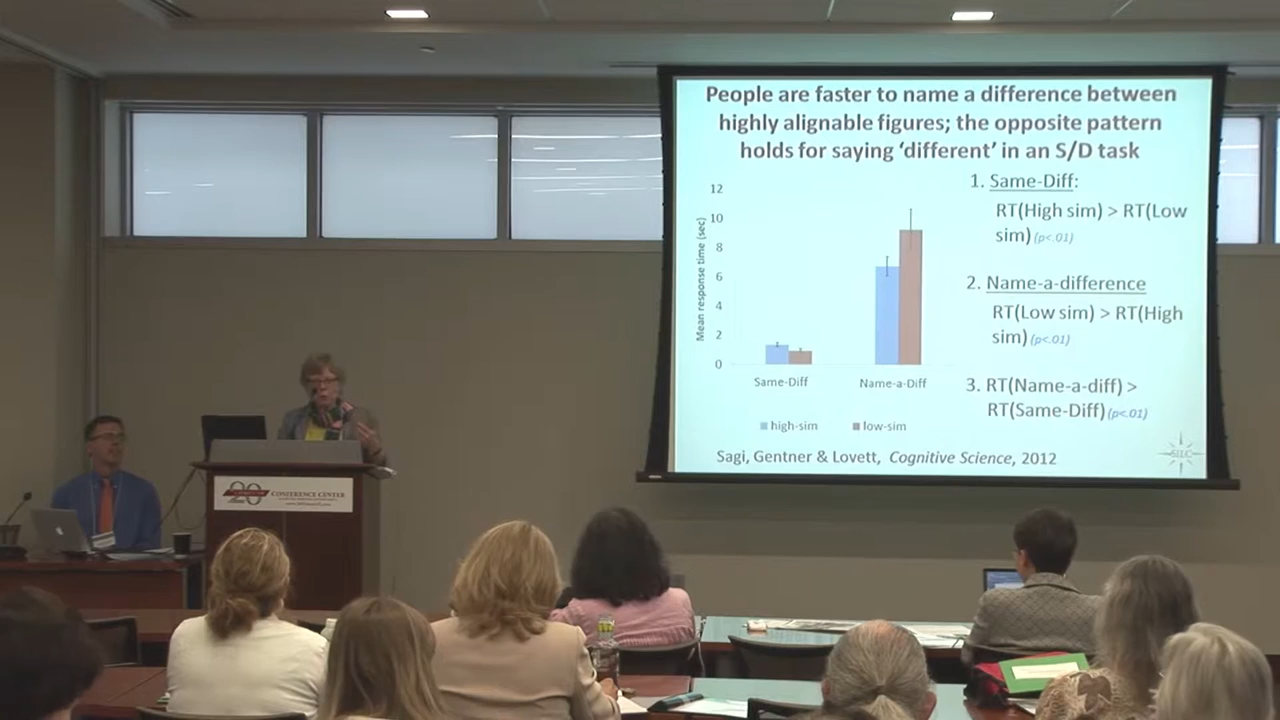 People are faster to name a difference between
highly alignable figures; the opposite pattern
holds for saying ‘different’ in an S/D task
12
10
8
6
4
2
0
Mean response time (sec)
Same-Diff
Name-a-Diff
high-sim
low-sim
1. Same-Diff:
RT(High sim) > RT(Low
sim) (p<.01)
2. Name-a-difference
RT(Low sim) > RT(High
sim) (p<.01)
3. RT(Name-a-diff) >
RT(Same-Diff) (p<.01)
Sagi, Gentner & Lovett, Cognitive Science, 2012
SILC
20
CONFERENCE CENTER